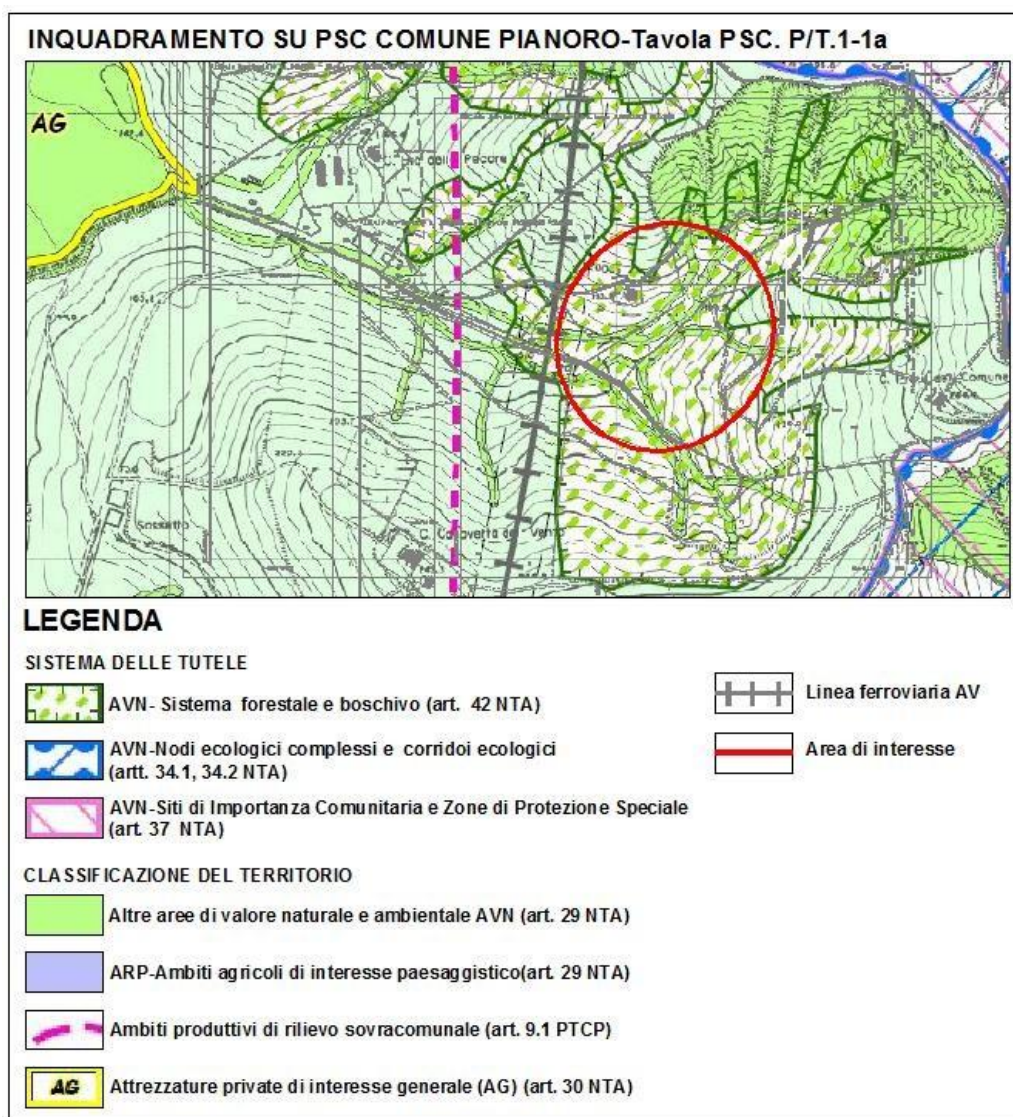 INQUADRAMENTO SU PSC COMUNE PIANORO-Tavola PSC. P/T.1-1a
AG
LEGENDA
SISTEMA DELLE TUTELE
AVN- Sistema forestale e boschivo (art. 42 NTA)
AVN-Nodi ecologici complessi e corridoi ecologici
(artt. 34.1, 34.2 NTA)
AVN-Siti di Importanza Comunitaria e Zone di Protezione Speciale
(art. 37 NTA)
Linea ferroviaria AV
Area di interesse
CLASSIFICAZIONE DEL TERRITORIO
Altre aree di valore naturale e ambientale AVN (art. 29 NTA)
ARP-Ambiti agricoli di interesse paesaggistico(art. 29 NTA)
Ambiti produttivi di rilievo sovracomunale (art. 9.1 PTCP)
AG
Attrezzature private di interesse generale (AG) (art. 30 NTA)